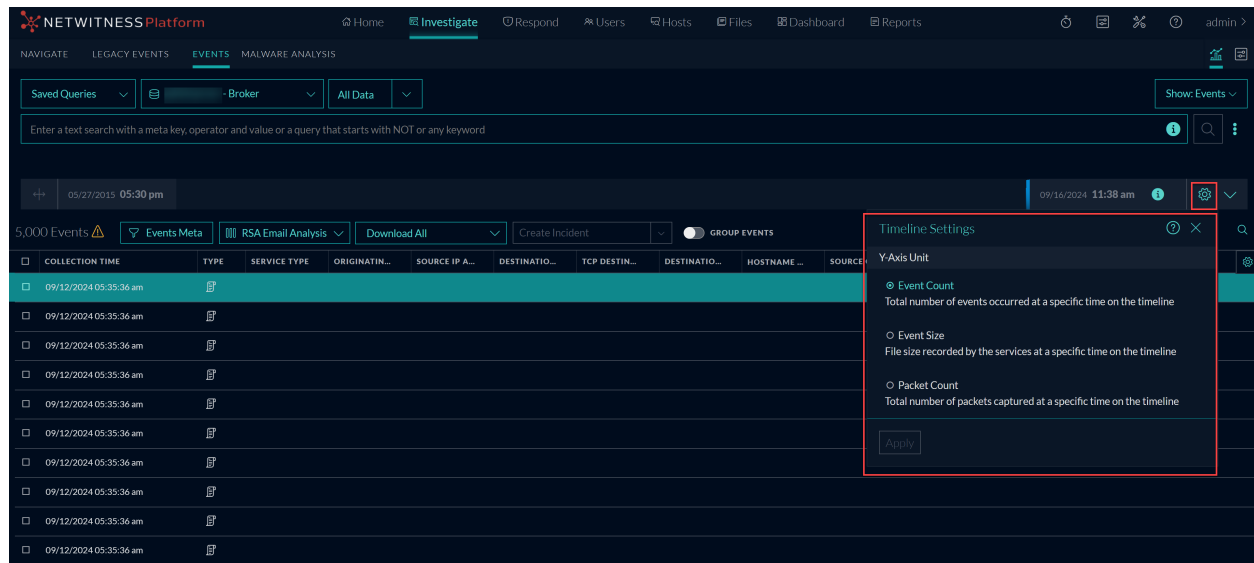 NETWITNESS Platform Home Investigate Respond Users Hosts Files Dashboard Reports admin >
NAVIGATE LEGACY EVENTS EVENTS MALWARE ANALYSIS
Saved Queries - Broker All Data Show: Events
Enter a text search with a meta key, operator and value or a query that starts with NOT or any keyword
05/27/2015 05:30 pm 09/16/2024 11:38 am
5,000 Events Events Meta RSA Email Analysis Download All Create Incident GROUP EVENTS
COLLECTION TIME TYPE SERVICE TYPE ORIGINATIN... SOURCE IP A... DESTINATIO... TCP DESTIN... DESTINATIO... HOSTNAME ... SOURCE
09/12/2024 05:35:36 am
09/12/2024 05:35:36 am
09/12/2024 05:35:36 am
09/12/2024 05:35:36 am
09/12/2024 05:35:36 am
09/12/2024 05:35:36 am
09/12/2024 05:35:36 am
09/12/2024 05:35:36 am
09/12/2024 05:35:36 am
09/12/2024 05:35:36 am
Timeline Settings
Y-Axis Unit
Event Count
Total number of events occurred at a specific time on the timeline
Event Size
File size recorded by the services at a specific time on the timeline
Packet Count
Total number of packets captured at a specific time on the timeline
Apply